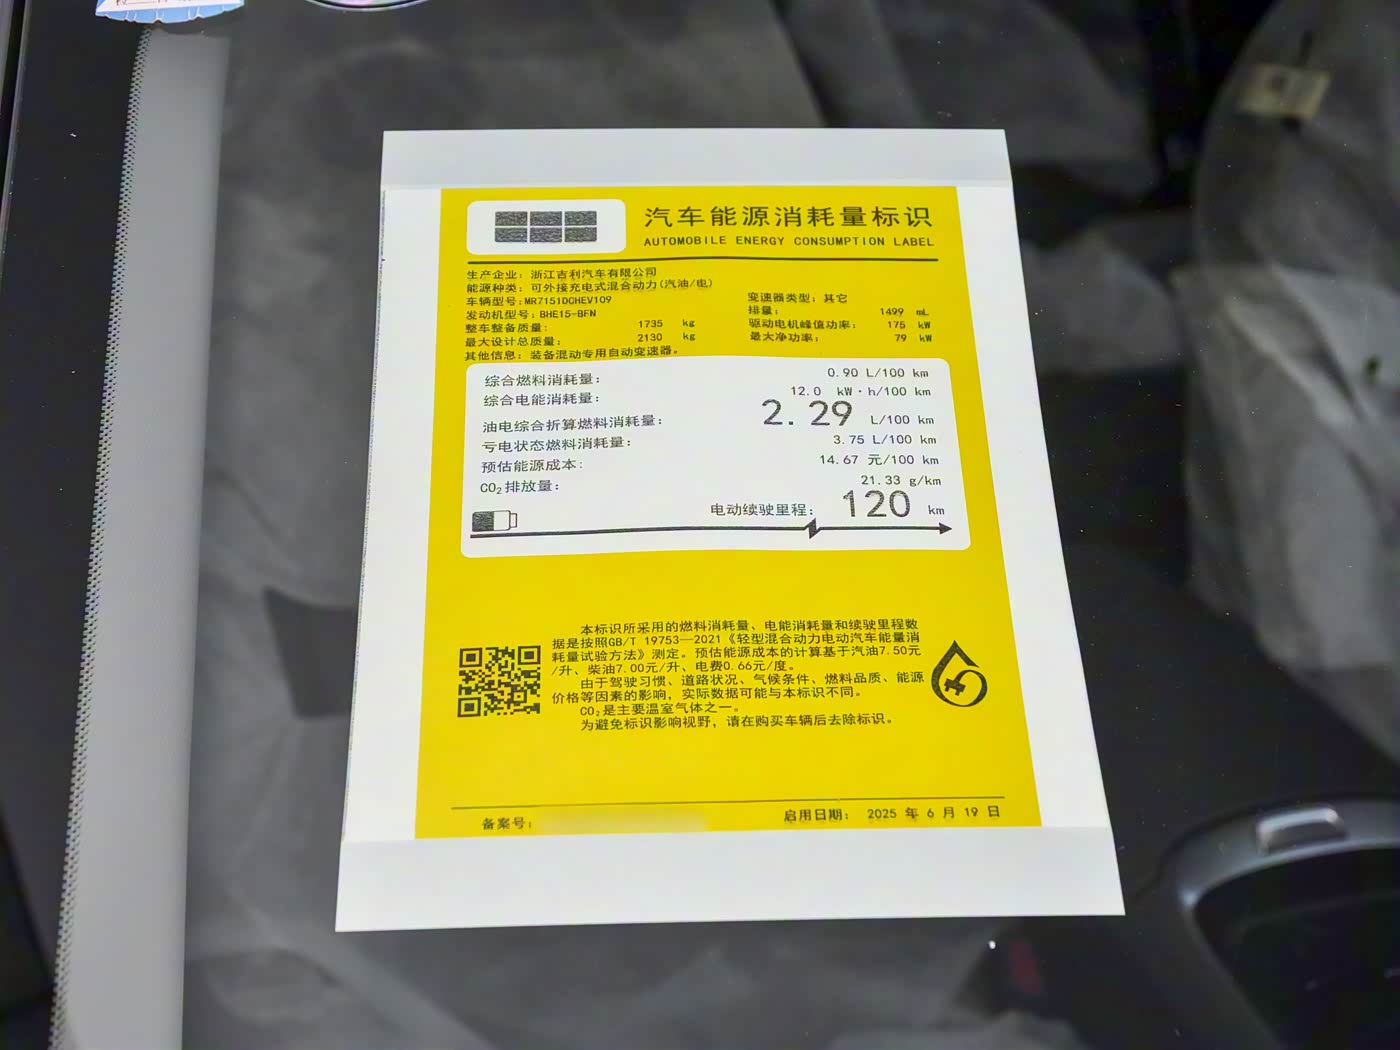 汽车能源消耗量标识
AUTOMOBILE ENERGY CONSUMPTION LABEL
生产企业：浙江吉利汽车有限公司
能源种类：可外接充电式混合动力(汽油/电)
车辆型号：MR7151DCHEV109
变速器类型：其它
发动机型号：BHE15-BFN
排量： 1499 mL
整车整备质量： 1735 kg
驱动电机峰值功率： 175 kW
最大设计总质量： 2130 kg
最大净功率： 79 kW
其他信息：装备混动专用自动变速器。
综合燃料消耗量： 0.90 L/100 km
综合电能消耗量： 12.0 kW·h/100 km
油电综合折算燃料消耗量： 2.29 L/100 km
亏电状态燃料消耗量： 3.75 L/100 km
预估能源成本： 14.67 元/100 km
CO₂排放量： 21.33 g/km
电动续驶里程： 120 km
本标识所采用的燃料消耗量、电能消耗量和续驶里程数
据是按照GB/T 19753—2021《轻型混合动力电动汽车能量消
耗量试验方法》测定。预估能源成本的计算基于汽油7.50元
/升、柴油7.00元/升、电费0.66元/度。
由于驾驶习惯、道路状况、气候条件、燃料品质、能源
价格等因素的影响，实际数据可能与本标识不同。
CO₂是主要温室气体之一。
为避免标识影响视野，请在购买车辆后去除标识。
备案号：
启用日期： 2025 年 6 月 19 日